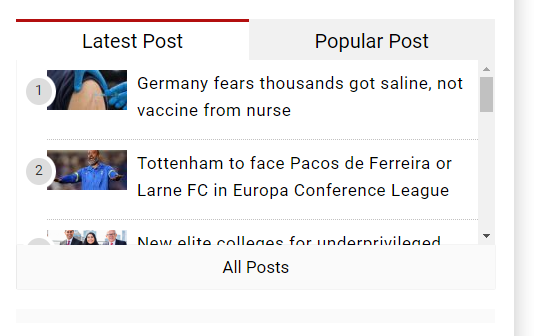 Latest Post
Popular Post
1
Germany fears thousands got saline, not
vaccine from nurse
2
Tottenham to face Pacos de Ferreira or
Larne FC in Europa Conference League
New elite colleges for underprivileged
All Posts